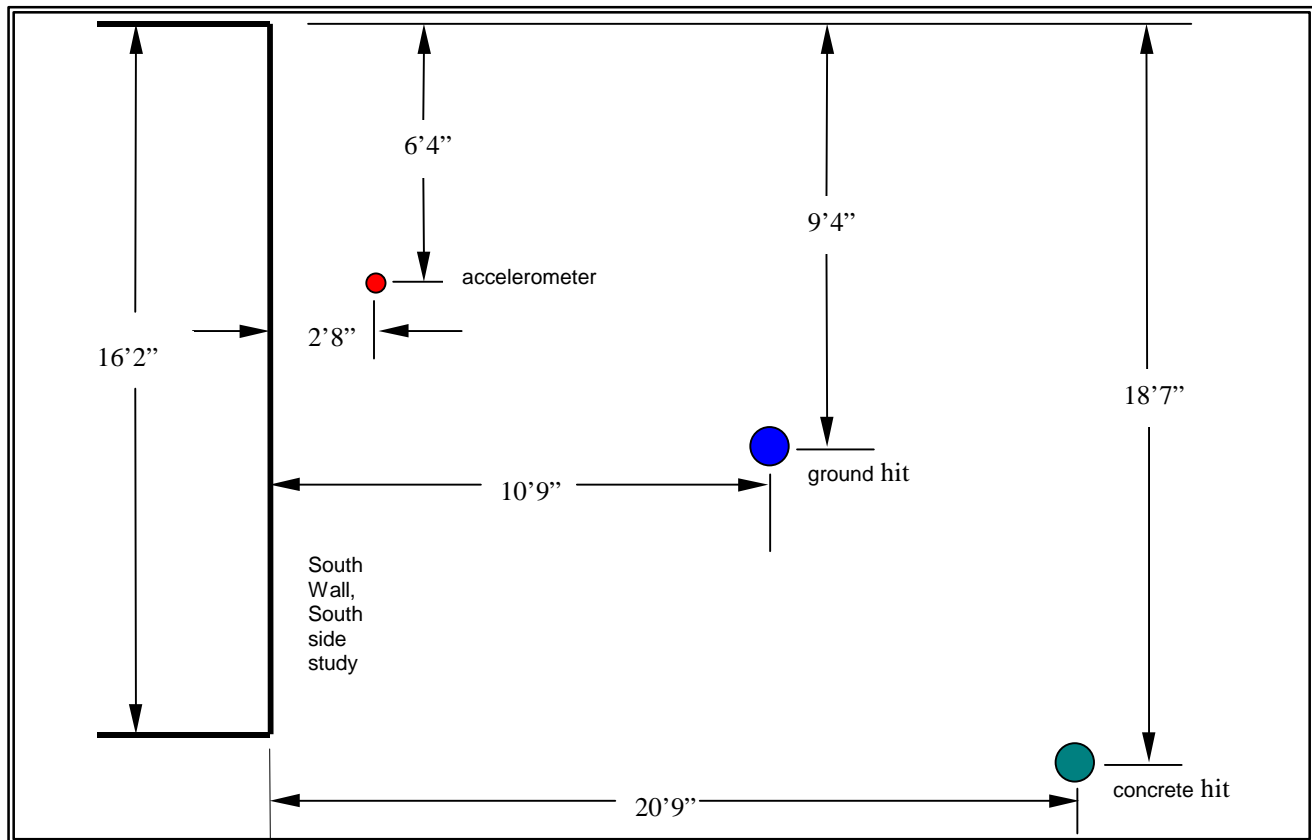 6’4”
9’4”
accelerometer
2’8”
16’2”
18’7”
ground hit
10’9”
South
Wall,
South
side
study
concrete hit
20’9”